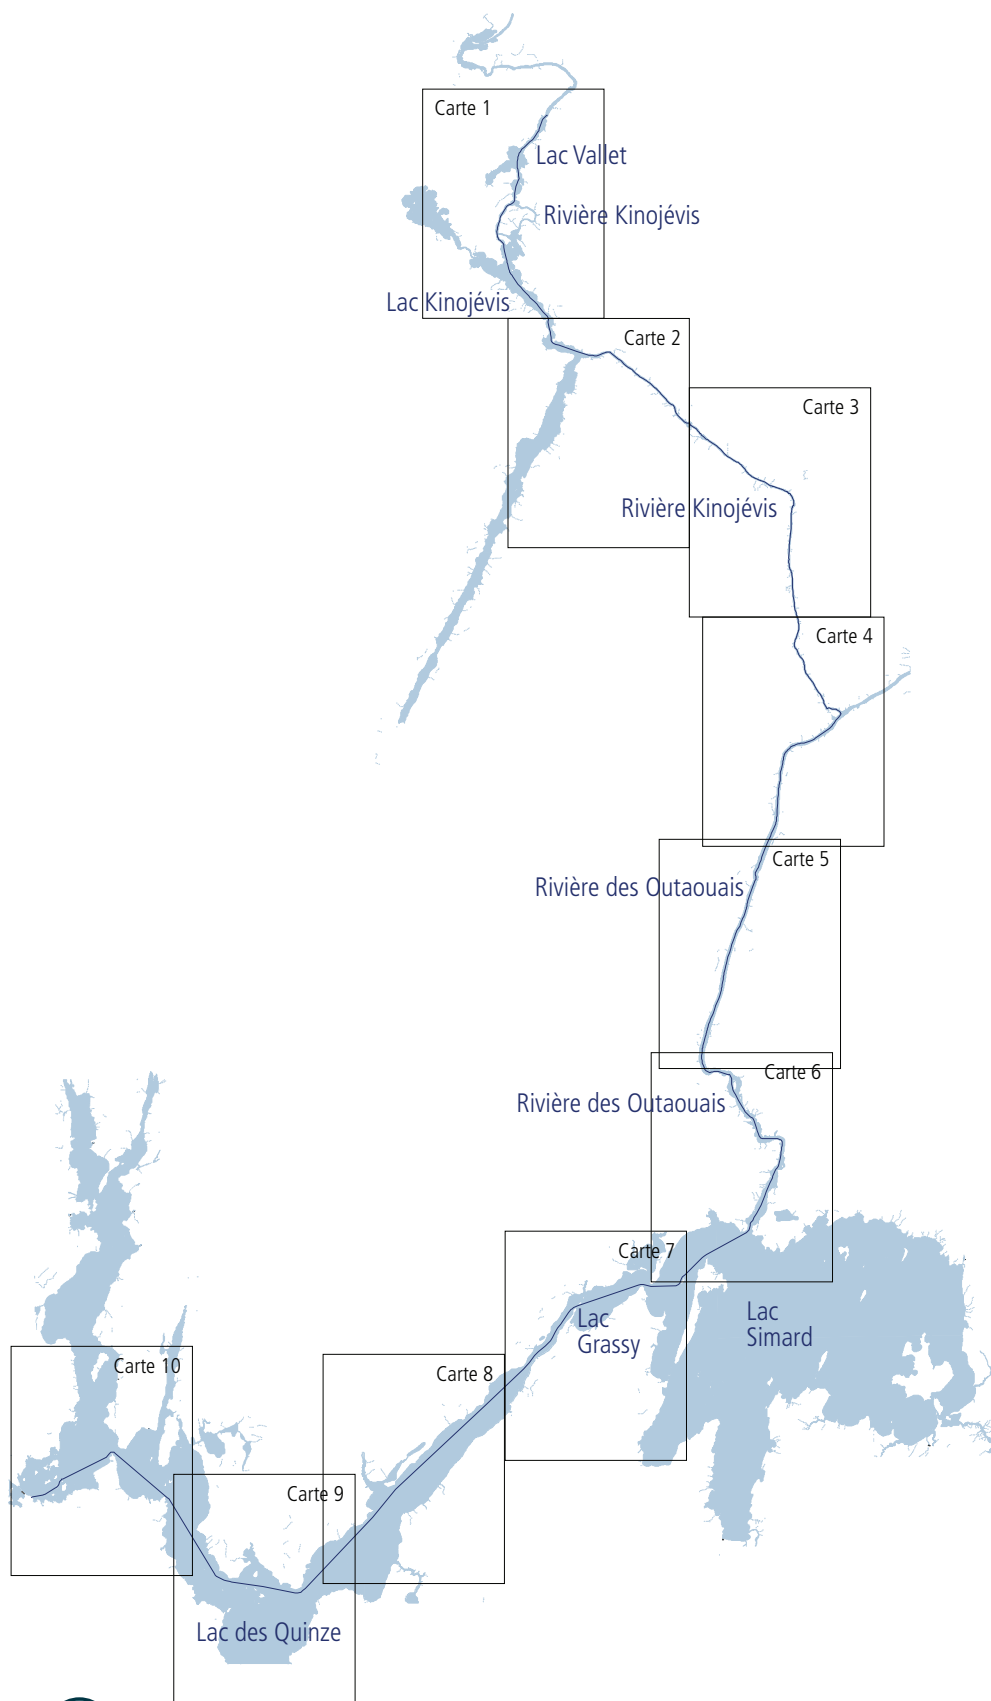 Carte 1
Lac Vallet
Rivière Kinojévis
Lac Kinojévis
Carte 2
Carte 3
Rivière Kinojévis
Carte 4
Carte 5
Rivière des Outaouais
Carte 6
Rivière des Outaouais
Carte 7
Lac
Grassy
Lac
Simard
Carte 10
Carte 8
Carte 9
Lac des Quinze